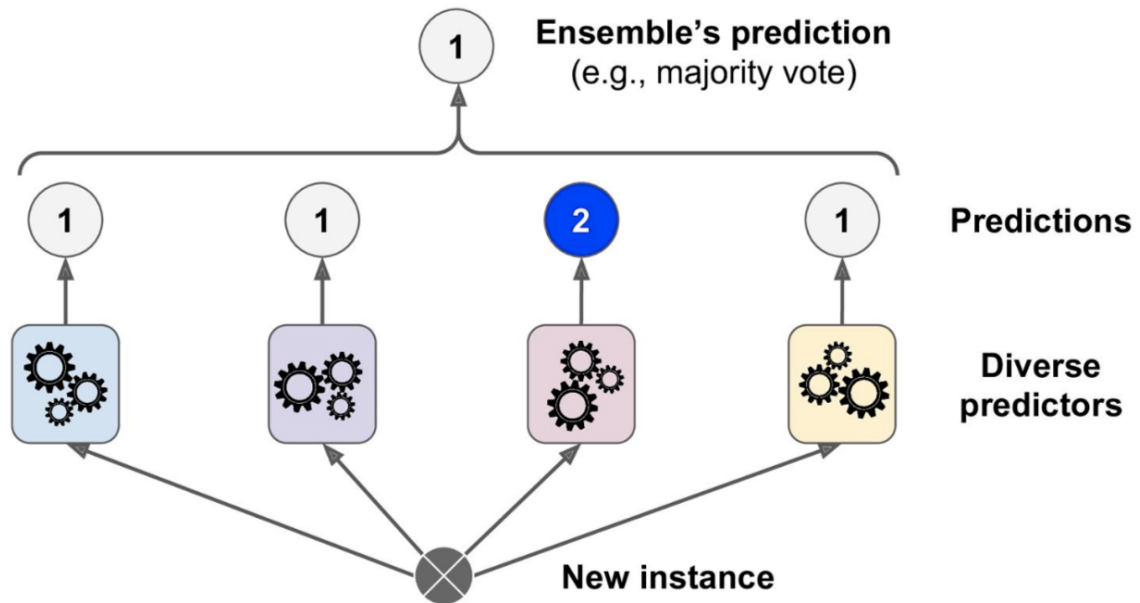 1
Ensemble's prediction
(e.g., majority vote)
1 1 2 1
Predictions
Diverse
predictors
New instance